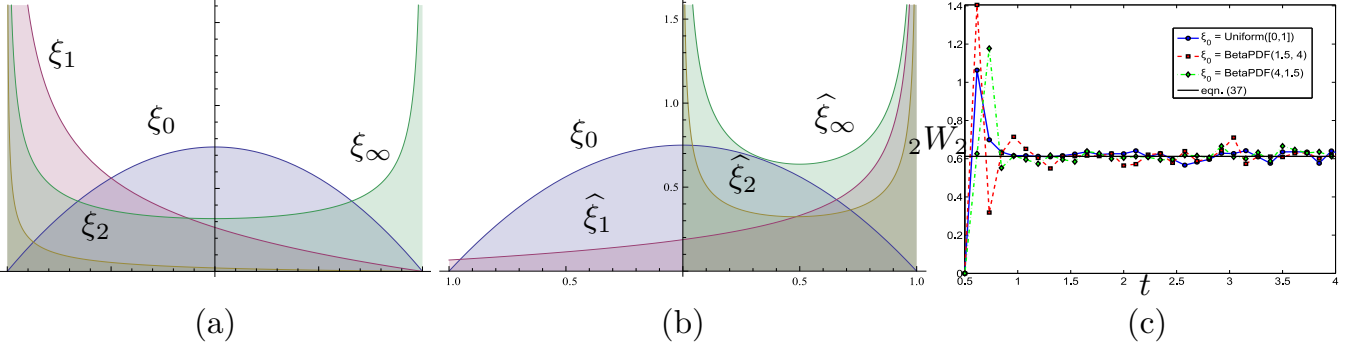 ξ₁
ξ₀
ξ∞
ξ₂
(a)
1.5
1.0
0.5
ξ₀
ξ̂∞
ξ̂₂
ξ̂₁
1.0
0.5
0.5
1.0
(b)
1.4
1.2
1
0.8
0.6
0.4
0.2
0
₂W₂
ξ₀ = Uniform([0,1])
ξ₀ = BetaPDF(1.5, 4)
ξ₀ = BetaPDF(4,1.5)
eqn. (37)
0.5 1 1.5 2 2.5 3 3.5 4
t
(c)